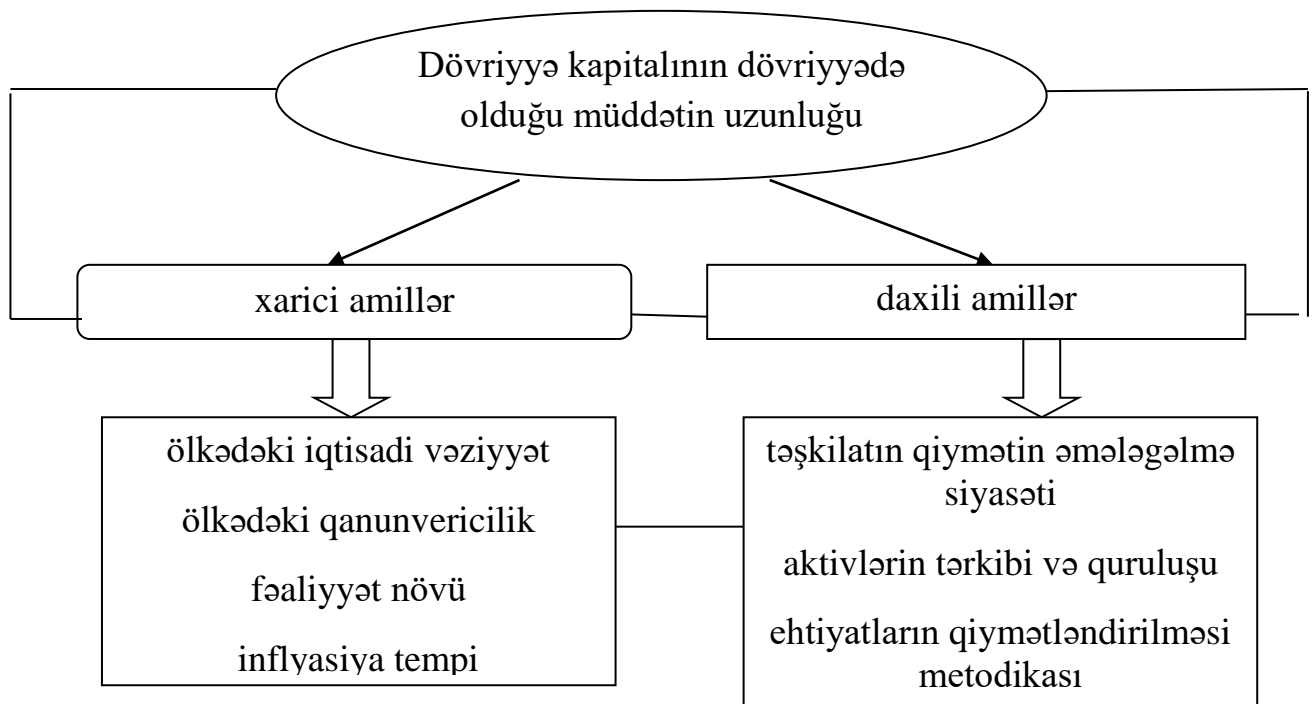 Dövriyyə kapitalının dövriyyədə
olduğu müddətin uzunluğu
xarici amillər
daxili amillər
ölkədəki iqtisadi vəziyyət
ölkədəki qanunvericilik
fəaliyyət növü
inflyasiya tempi
təşkilatın qiymətin əmələgəlmə
siyasəti
aktivlərin tərkibi və quruluşu
ehtiyatların qiymətləndirilməsi
metodikası